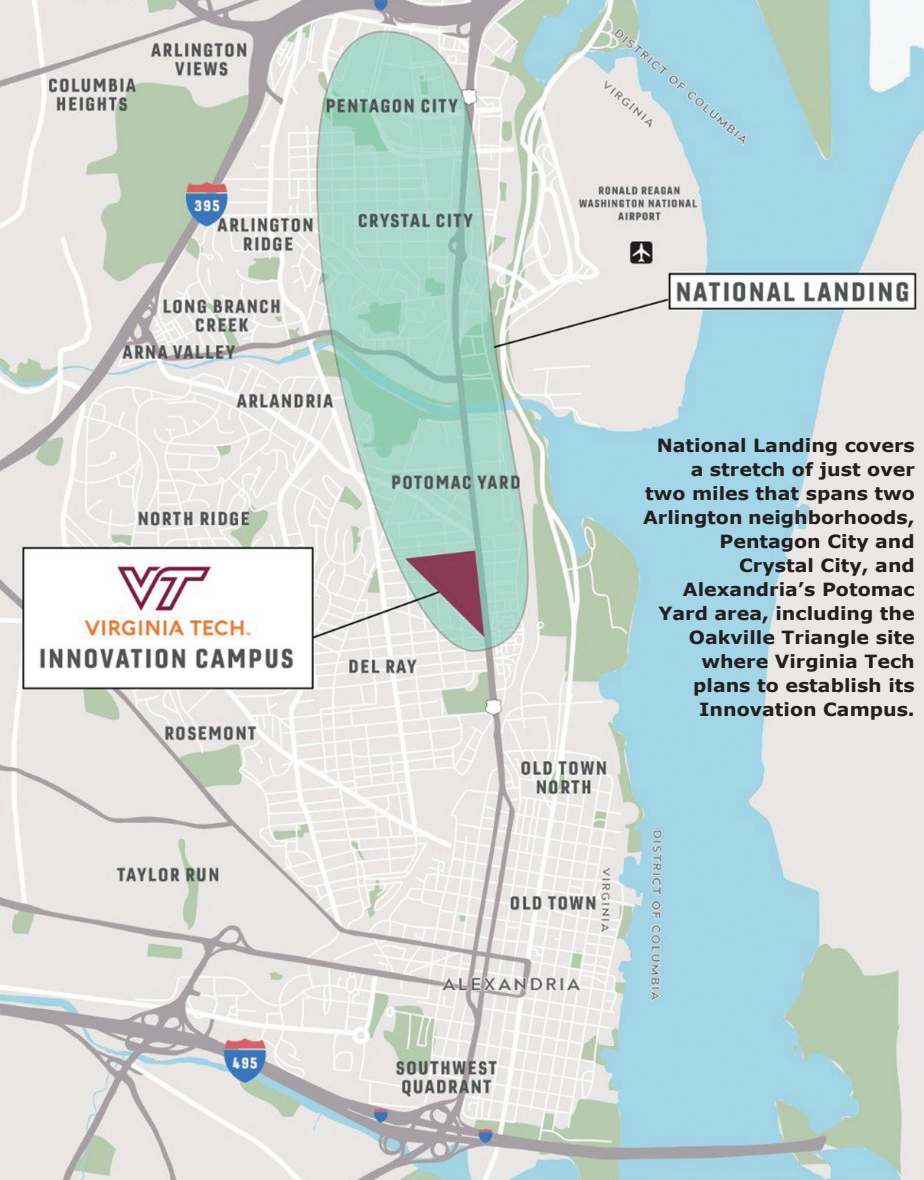 ARLINGTON
VIEWS
COLUMBIA
HEIGHTS
PENTAGON CITY
DISTRICT OF COLUMBIA
VIRGINIA
395
ARLINGTON
RIDGE
CRYSTAL CITY
RONALD REAGAN
WASHINGTON NATIONAL
AIRPORT
NATIONAL LANDING
LONG BRANCH
CREEK
ARNA VALLEY
ARLANDRIA
POTOMAC YARD
NORTH RIDGE
National Landing covers
a stretch of just over
two miles that spans two
Arlington neighborhoods,
Pentagon City and
Crystal City, and
Alexandria’s Potomac
Yard area, including the
Oakville Triangle site
where Virginia Tech
plans to establish its
Innovation Campus.
VT
VIRGINIA TECH.
INNOVATION CAMPUS
DEL RAY
ROSEMONT
OLD TOWN
NORTH
TAYLOR RUN
OLD TOWN
VIRGINIA
DISTRICT OF COLUMBIA
ALEXANDRIA
495
SOUTHWEST
QUADRANT